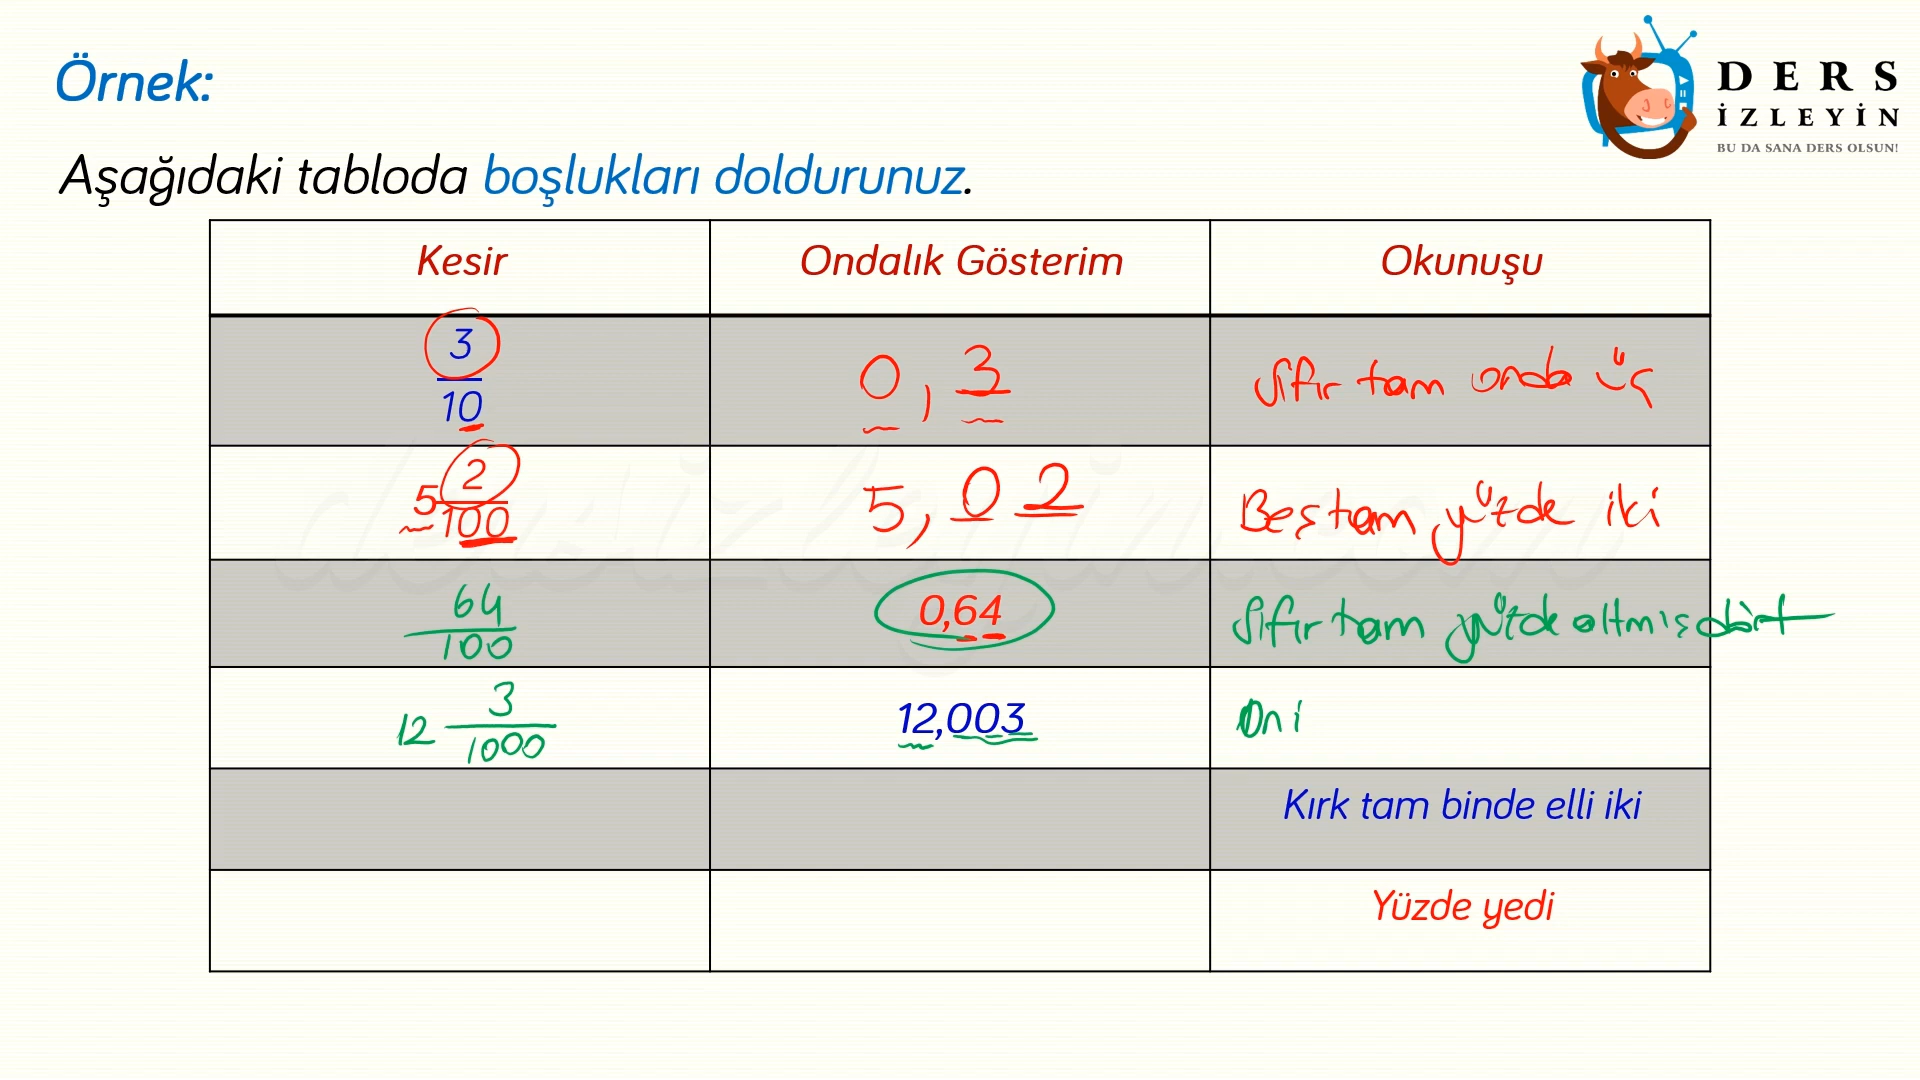 Örnek:
DERS
İZLEYİN
BU DA SANA DERS OLSUN!
Aşağıdaki tabloda boşlukları doldurunuz.
Kesir Ondalık Gösterim Okunuşu
3/10 0,3 Sıfır tam onda üç
5 2/100 5,02 Beş tam yüzde iki
64/100 0,64 Sıfır tam yüzde altmış dört
12 3/1000 12,003 On i
Kırk tam binde elli iki
Yüzde yedi
dersizleyin.com